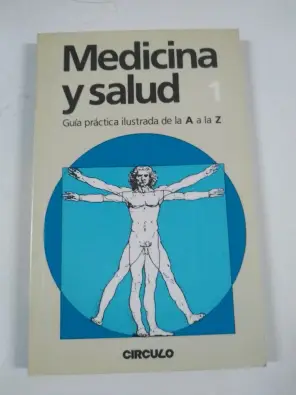 Medicina
y salud 1
Guía práctica ilustrada de la A a la Z
CIRCULO